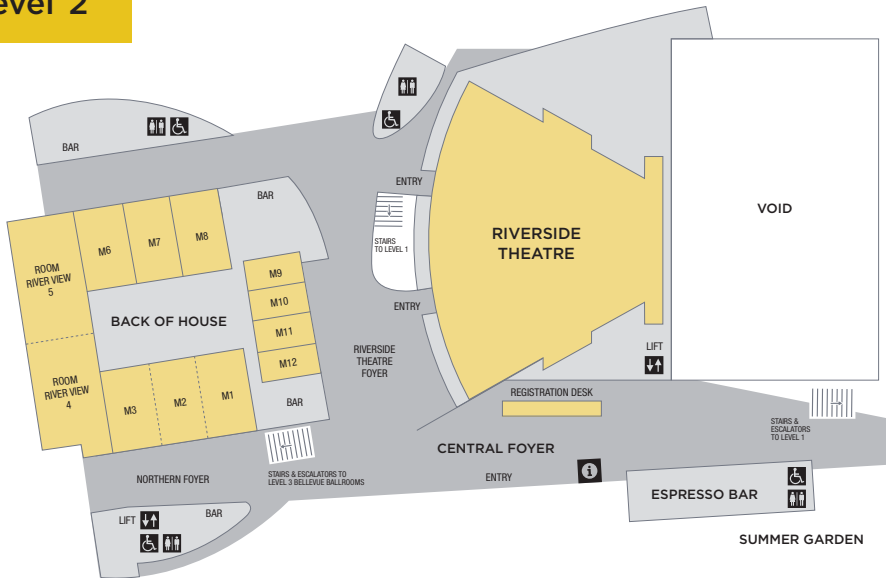 evel 2
BAR
ENTRY
BAR
STAIRS
TO LEVEL 1
VOID
RIVERSIDE
THEATRE
M6
M7
M8
ROOM
RIVER VIEW
5
M9
M10
M11
M12
BACK OF HOUSE
ENTRY
RIVERSIDE
THEATRE
FOYER
LIFT
ROOM
RIVER VIEW
4
M3
M2
M1
BAR
REGISTRATION DESK
STAIRS &
ESCALATORS
TO LEVEL 1
CENTRAL FOYER
NORTHERN FOYER
STAIRS & ESCALATORS TO
LEVEL 3 BELLEVUE BALLROOMS
ENTRY
i
ESPRESSO BAR
LIFT
BAR
SUMMER GARDEN